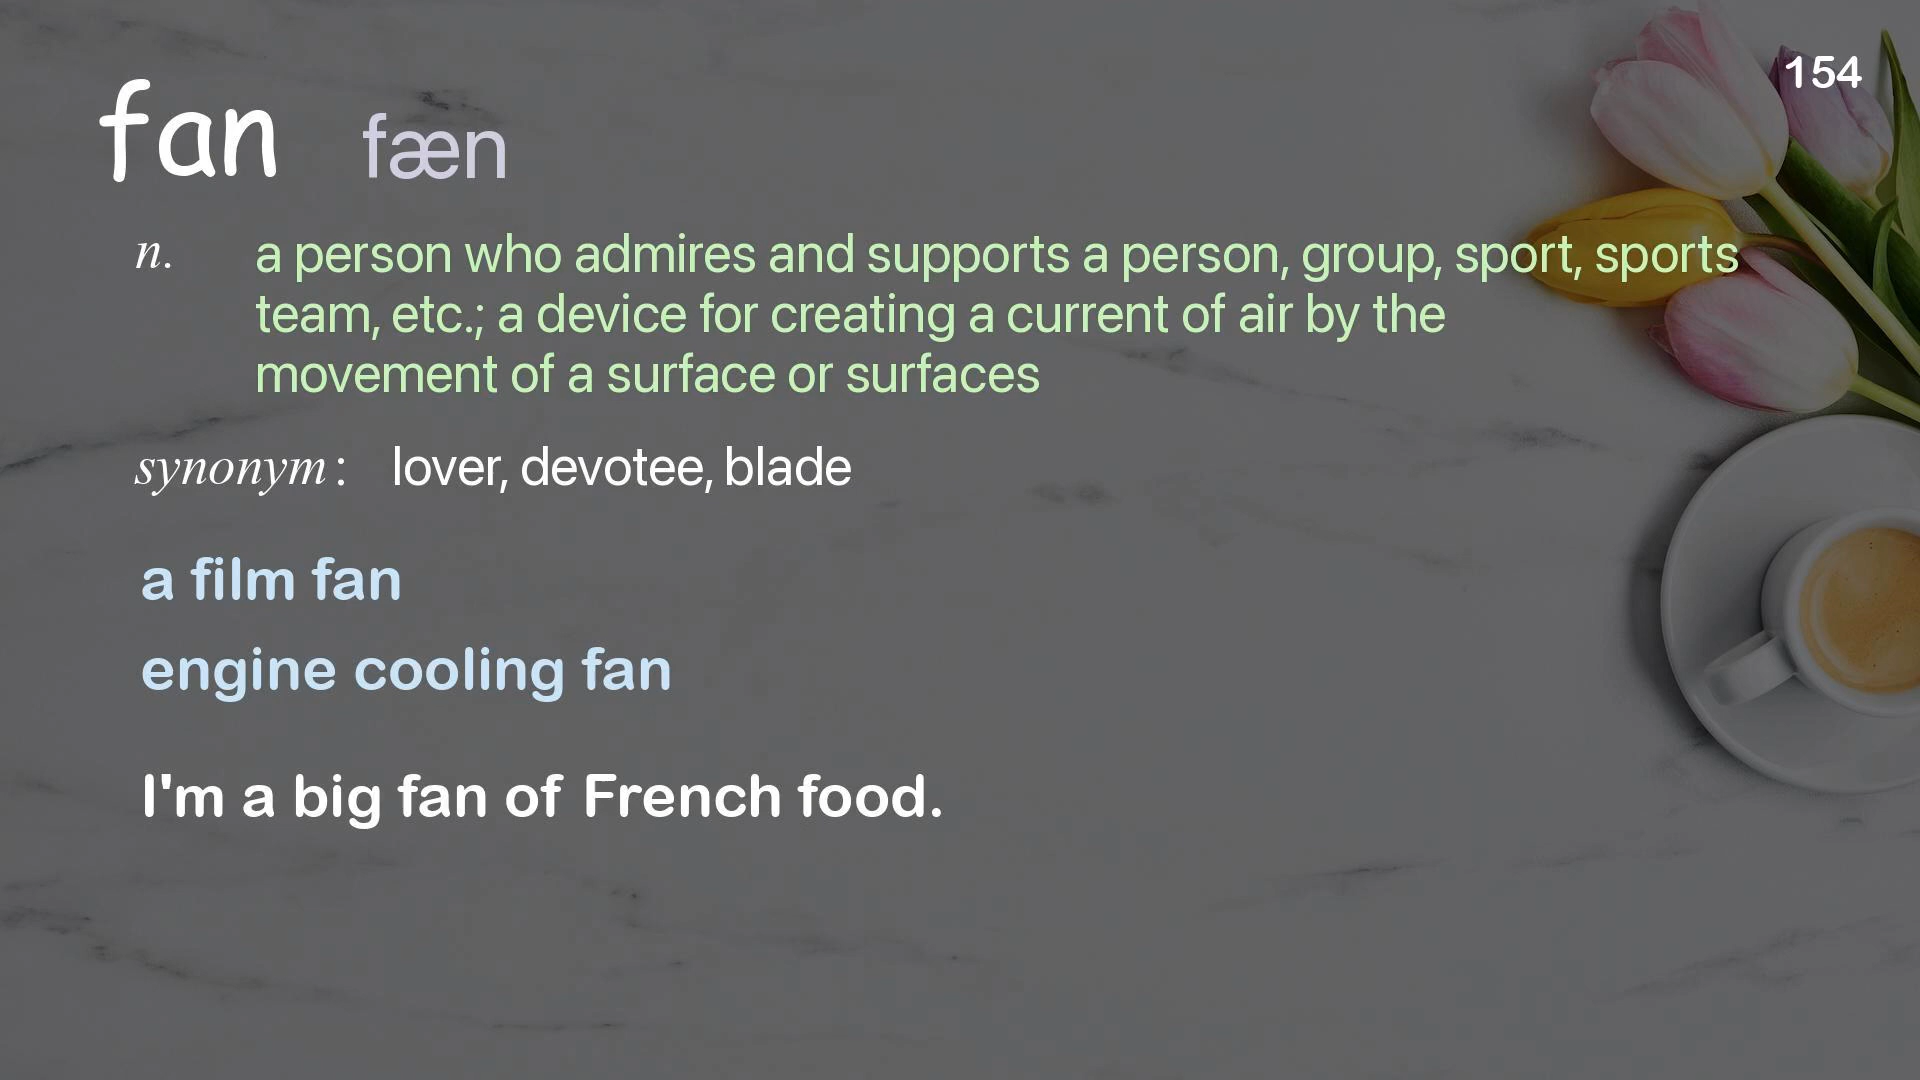 154
fan fæn
n. a person who admires and supports a person, group, sport, sports
team, etc.; a device for creating a current of air by the
movement of a surface or surfaces
synonym: lover, devotee, blade
a film fan
engine cooling fan
I'm a big fan of French food.